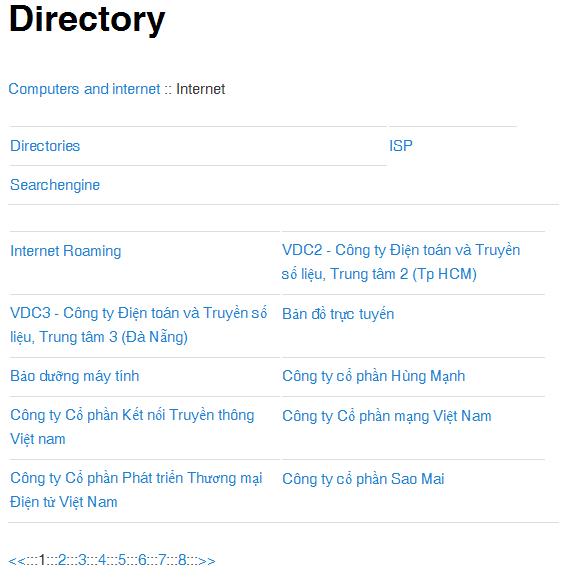 Directory
Computers and internet :: Internet
Directories
ISP
Searchengine
Internet Roaming
VDC2 - Công ty Điện toán và Truyền
số liệu, Trung tâm 2 (Tp HCM)
VDC3 - Công ty Điện toán và Truyền số
liệu, Trung tâm 3 (Đà Nẵng)
Bản đồ trực tuyến
Bảo dưỡng máy tính
Công ty cổ phần Hùng Mạnh
Công ty Cổ phần Kết nối Truyền thông
Việt nam
Công ty Cổ phần mạng Việt Nam
Công ty Cổ phần Phát triển Thương mại
Điện tử Việt Nam
Công ty cổ phần Sao Mai
<<:::1:::2:::3:::4:::5:::6:::7:::8:::>>